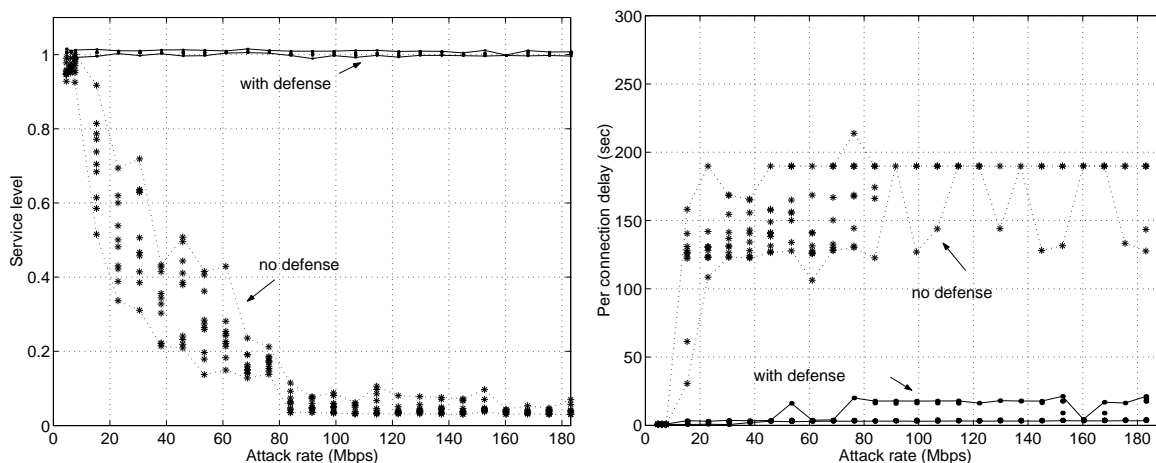 1
0.8
0.6
0.4
0.2
0
0 20 40 60 80 100 120 140 160 180
Service level
Attack rate (Mbps)
with defense
no defense
300
250
200
150
100
50
0
0 20 40 60 80 100 120 140 160 180
Per connection delay (sec)
Attack rate (Mbps)
no defense
with defense